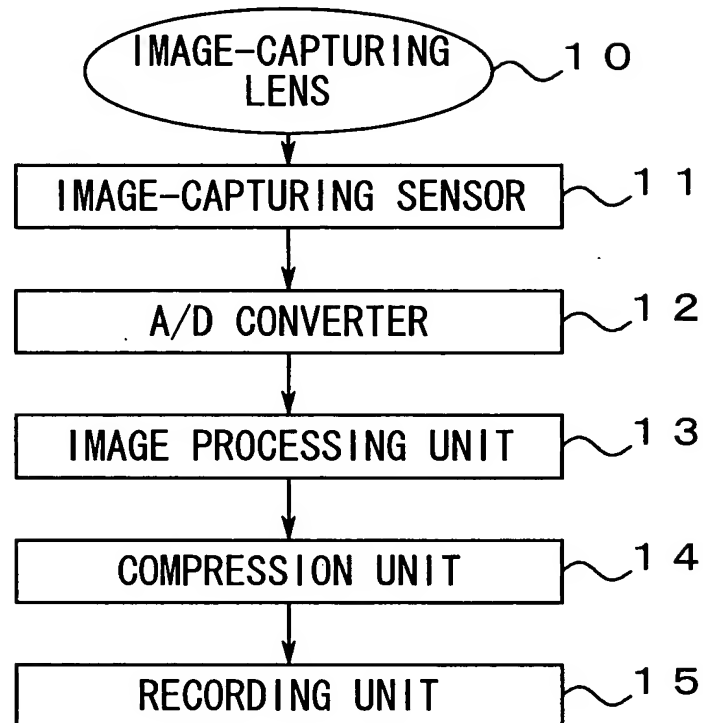 IMAGE-CAPTURING
LENS
10
IMAGE-CAPTURING SENSOR
11
A/D CONVERTER
12
IMAGE PROCESSING UNIT
13
COMPRESSION UNIT
14
RECORDING UNIT
15